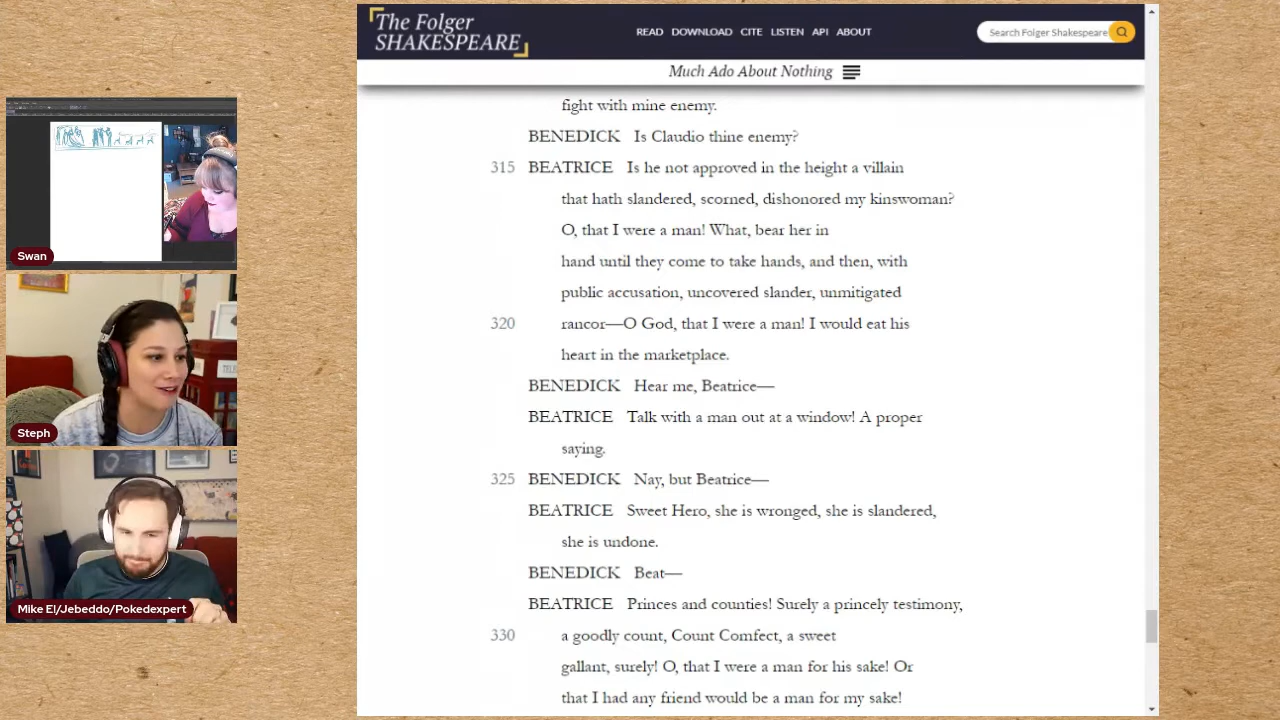 The Folger
SHAKESPEARE
READ DOWNLOAD CITE LISTEN API ABOUT
Search Folger Shakespeare
Much Ado About Nothing
fight with mine enemy.
BENEDICK Is Claudio thine enemy?
315 BEATRICE Is he not approved in the height a villain
that hath slandered, scorned, dishonored my kinswoman?
O, that I were a man! What, bear her in
hand until they come to take hands, and then, with
public accusation, uncovered slander, unmitigated
320 rancor—O God, that I were a man! I would eat his
heart in the marketplace.
BENEDICK Hear me, Beatrice—
BEATRICE Talk with a man out at a window! A proper
saying.
325 BENEDICK Nay, but Beatrice—
BEATRICE Sweet Hero, she is wronged, she is slandered,
she is undone.
BENEDICK Beat—
BEATRICE Princes and counties! Surely a princely testimony,
330 a goodly count, Count Comfect, a sweet
gallant, surely! O, that I were a man for his sake! Or
that I had any friend would be a man for my sake!
Swan
Steph
Mike El/Jebeddo/Pokedexpert